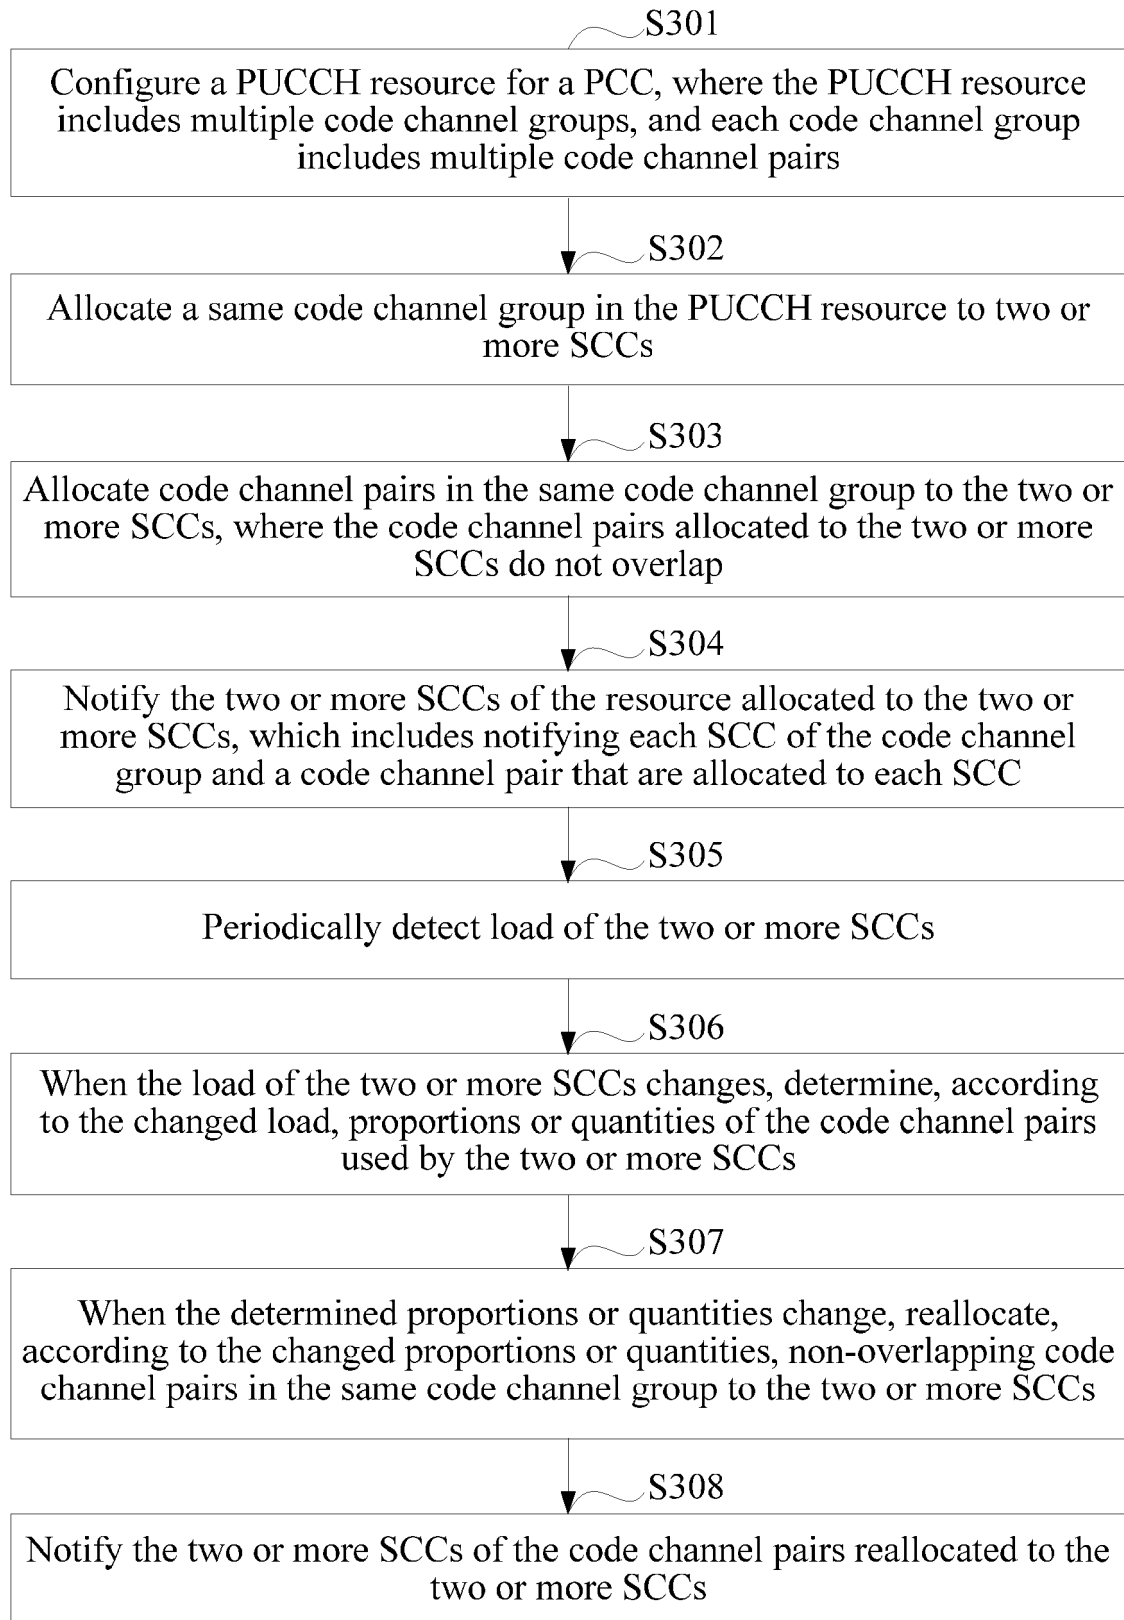 S301
Configure a PUCCH resource for a PCC, where the PUCCH resource
includes multiple code channel groups, and each code channel group
includes multiple code channel pairs
S302
Allocate a same code channel group in the PUCCH resource to two or
more SCCs
S303
Allocate code channel pairs in the same code channel group to the two or
more SCCs, where the code channel pairs allocated to the two or more
SCCs do not overlap
S304
Notify the two or more SCCs of the resource allocated to the two or
more SCCs, which includes notifying each SCC of the code channel
group and a code channel pair that are allocated to each SCC
S305
Periodically detect load of the two or more SCCs
S306
When the load of the two or more SCCs changes, determine, according
to the changed load, proportions or quantities of the code channel pairs
used by the two or more SCCs
S307
When the determined proportions or quantities change, reallocate,
according to the changed proportions or quantities, non-overlapping code
channel pairs in the same code channel group to the two or more SCCs
S308
Notify the two or more SCCs of the code channel pairs reallocated to the
two or more SCCs